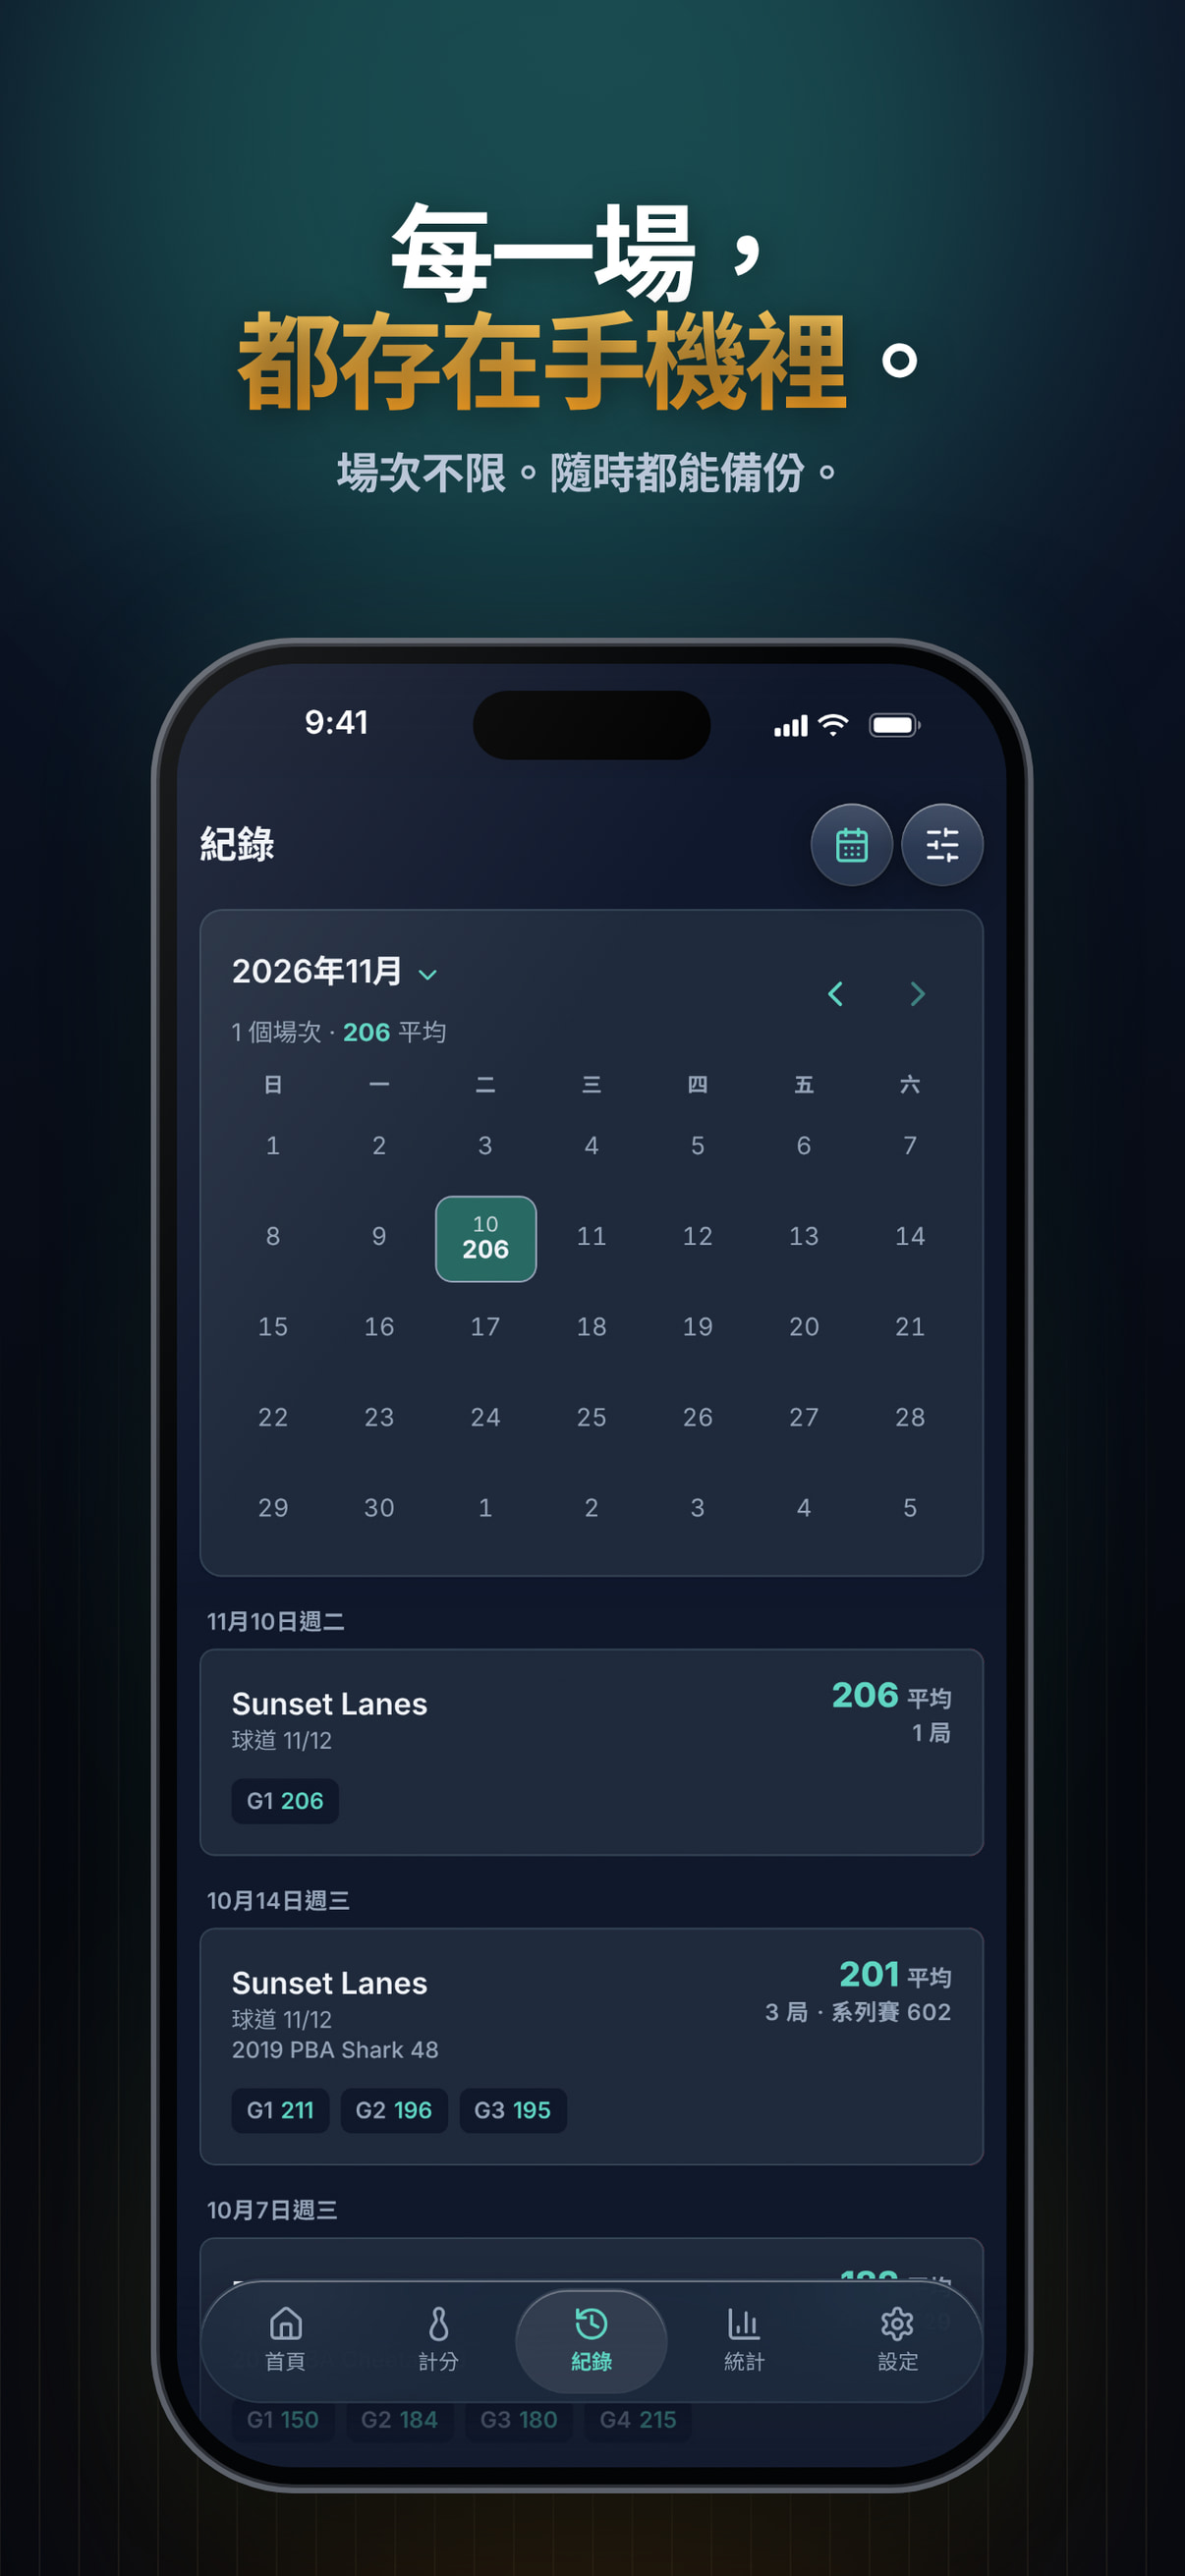 每一場，
都存在手機裡。
場次不限。隨時都能備份。
9:41
紀錄
2026年11月
1 個場次 · 206 平均
日 一 二 三 四 五 六
1 2 3 4 5 6 7
8 9 10 11 12 13 14
206
15 16 17 18 19 20 21
22 23 24 25 26 27 28
29 30 1 2 3 4 5
11月10日週二
Sunset Lanes 206 平均
球道 11/12 1 局
G1 206
10月14日週三
Sunset Lanes 201 平均
球道 11/12 3 局 · 系列賽 602
2019 PBA Shark 48
G1 211 G2 196 G3 195
10月7日週三
平均
首頁 計分 紀錄 統計 設定
G1 150 G2 184 G3 180 G4 215